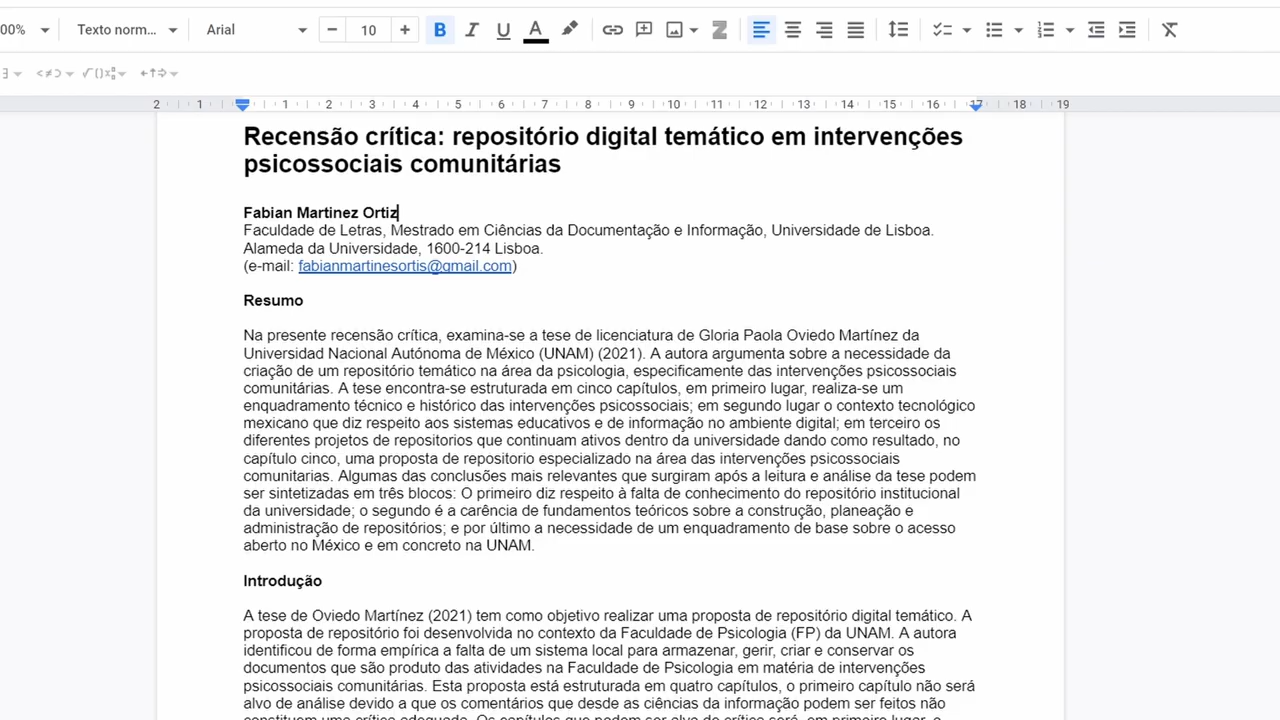 00% Texto norm... Arial 10 B I U A
2 1 1 2 3 4 5 6 7 8 9 10 11 12 13 14 15 16 17 18 19
Recensão crítica: repositório digital temático em intervenções
psicossociais comunitárias
Fabian Martinez Ortiz
Faculdade de Letras, Mestrado em Ciências da Documentação e Informação, Universidade de Lisboa.
Alameda da Universidade, 1600-214 Lisboa.
(e-mail: fabianmartinesortis@gmail.com)
Resumo
Na presente recensão crítica, examina-se a tese de licenciatura de Gloria Paola Oviedo Martínez da
Universidad Nacional Autónoma de México (UNAM) (2021). A autora argumenta sobre a necessidade da
criação de um repositório temático na área da psicologia, especificamente das intervenções psicossociais
comunitárias. A tese encontra-se estruturada em cinco capítulos, em primeiro lugar, realiza-se um
enquadramento técnico e histórico das intervenções psicossociais; em segundo lugar o contexto tecnológico
mexicano que diz respeito aos sistemas educativos e de informação no ambiente digital; em terceiro os
diferentes projetos de repositorios que continuam ativos dentro da universidade dando como resultado, no
capítulo cinco, uma proposta de repositorio especializado na área das intervenções psicossociais
comunitarias. Algumas das conclusões mais relevantes que surgiram após a leitura e análise da tese podem
ser sintetizadas em três blocos: O primeiro diz respeito à falta de conhecimento do repositório institucional
da universidade; o segundo é a carência de fundamentos teóricos sobre a construção, planeação e
administração de repositórios; e por último a necessidade de um enquadramento de base sobre o acesso
aberto no México e em concreto na UNAM.
Introdução
A tese de Oviedo Martínez (2021) tem como objetivo realizar uma proposta de repositório digital temático. A
proposta de repositório foi desenvolvida no contexto da Faculdade de Psicologia (FP) da UNAM. A autora
identificou de forma empírica a falta de um sistema local para armazenar, gerir, criar e conservar os
documentos que são produto das atividades na Faculdade de Psicologia em matéria de intervenções
psicossociais comunitárias. Esta proposta está estruturada em quatro capítulos, o primeiro capítulo não será
alvo de análise devido a que os comentários que desde as ciências da informação podem ser feitos não
constituem uma crítica adequada. Os capítulos que podem ser alvo de crítica será, em primeiro lugar, o